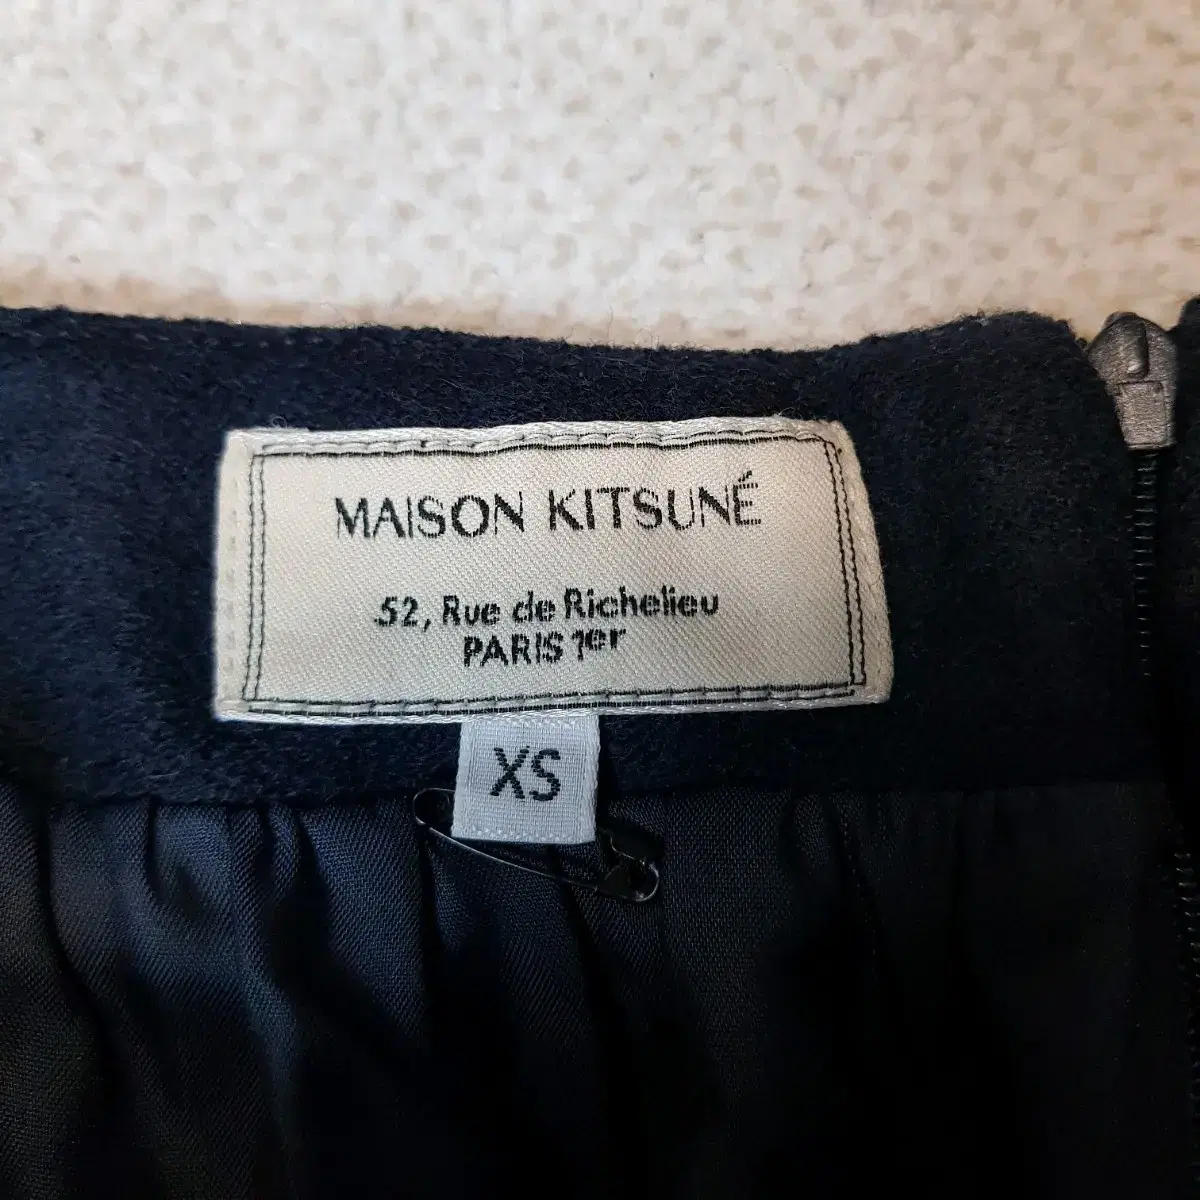 MAISON KITSUNÉ
52, Rue de Richelieu
PARIS 1er
XS